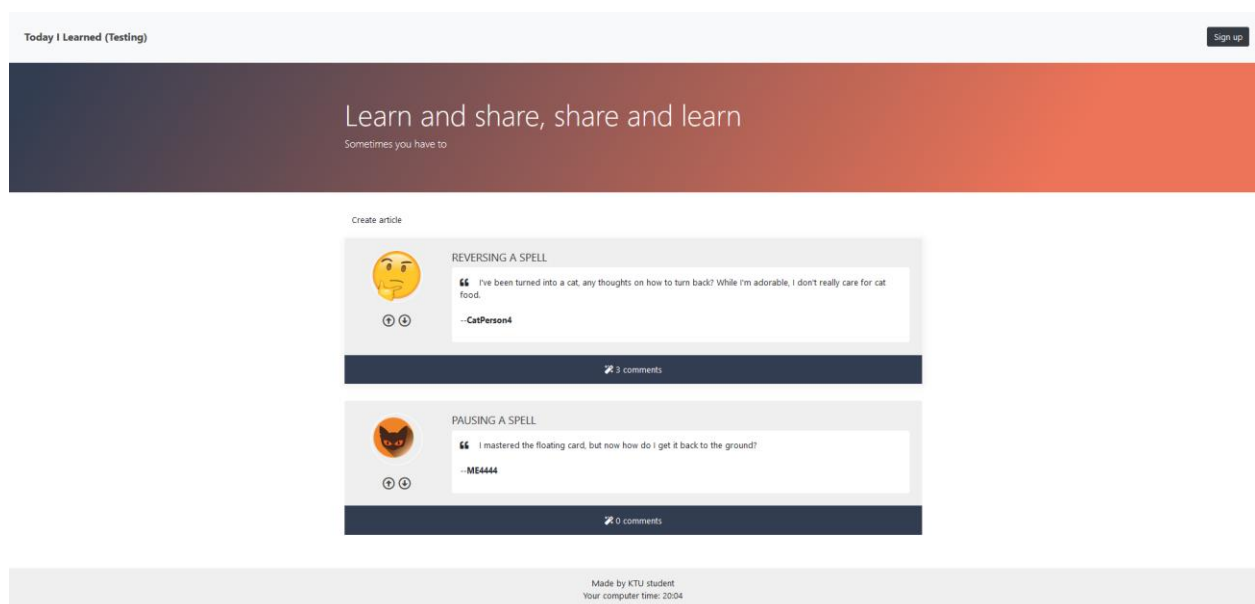 Today I Learned (Testing)
Sign up
Learn and share, share and learn
Sometimes you have to
Create article
REVERSING A SPELL
I've been turned into a cat, any thoughts on how to turn back? While I'm adorable, I don't really care for cat
food.
--CatPerson4
3 comments
PAUSING A SPELL
I mastered the floating card, but now how do I get it back to the ground?
--ME4444
0 comments
Made by KTU student
Your computer time: 20:04